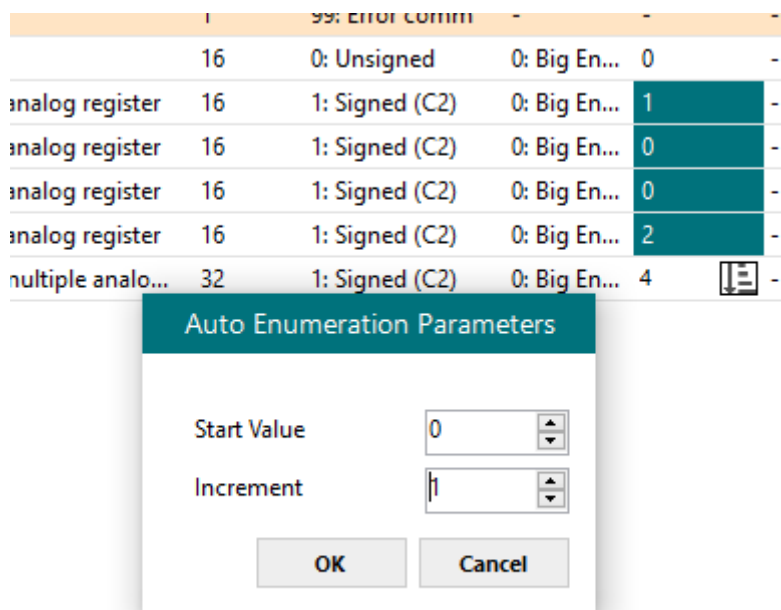 1 99: Error comm - - -
16 0: Unsigned 0: Big En... 0 -
analog register 16 1: Signed (C2) 0: Big En... 1 -
analog register 16 1: Signed (C2) 0: Big En... 0 -
analog register 16 1: Signed (C2) 0: Big En... 0 -
analog register 16 1: Signed (C2) 0: Big En... 2 -
multiple analo... 32 1: Signed (C2) 0: Big En... 4 -
Auto Enumeration Parameters
Start Value 0
Increment 1
OK Cancel